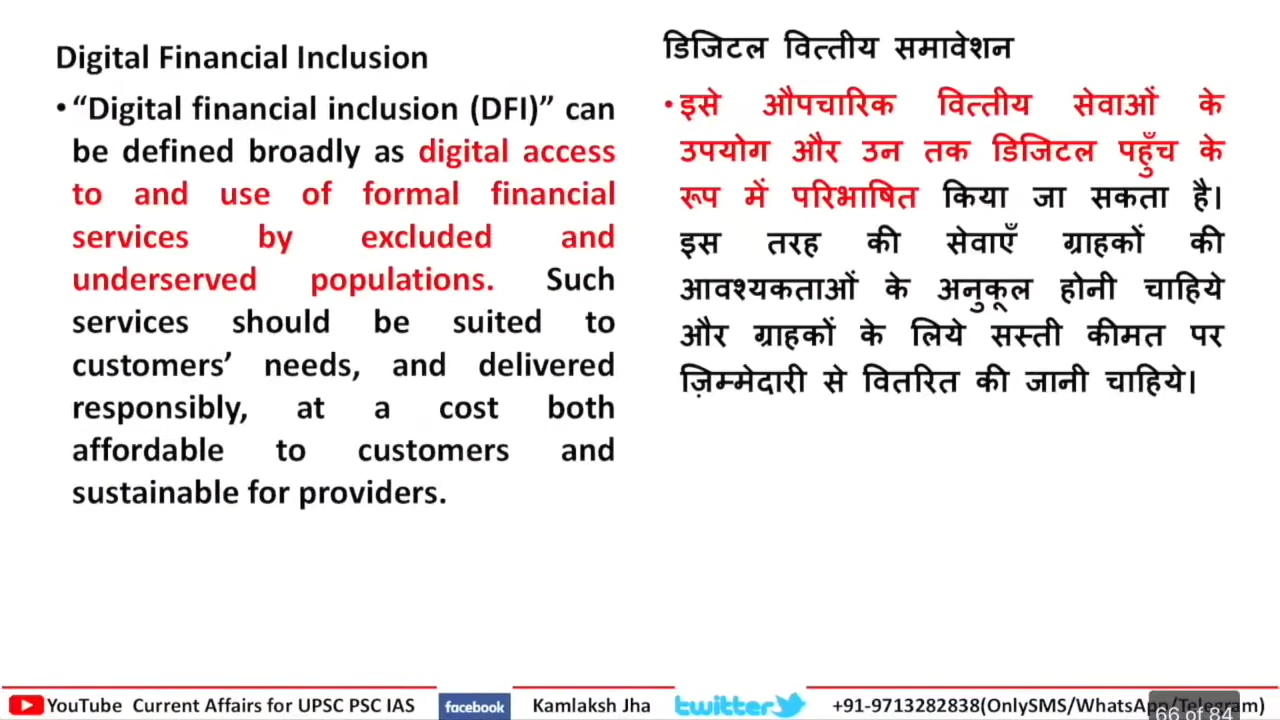 Digital Financial Inclusion
• “Digital financial inclusion (DFI)” can
be defined broadly as digital access
to and use of formal financial
services by excluded and
underserved populations. Such
services should be suited to
customers’ needs, and delivered
responsibly, at a cost both
affordable to customers and
sustainable for providers.
डिजिटल वित्तीय समावेशन
• इसे औपचारिक वित्तीय सेवाओं के
उपयोग और उन तक डिजिटल पहुँच के
रूप में परिभाषित किया जा सकता है।
इस तरह की सेवाएँ ग्राहकों की
आवश्यकताओं के अनुकूल होनी चाहिये
और ग्राहकों के लिये सस्ती कीमत पर
ज़िम्मेदारी से वितरित की जानी चाहिये।
YouTube Current Affairs for UPSC PSC IAS facebook Kamlaksh Jha twitter +91-9713282838(OnlySMS/WhatsApp/Telegram)
66 of 84